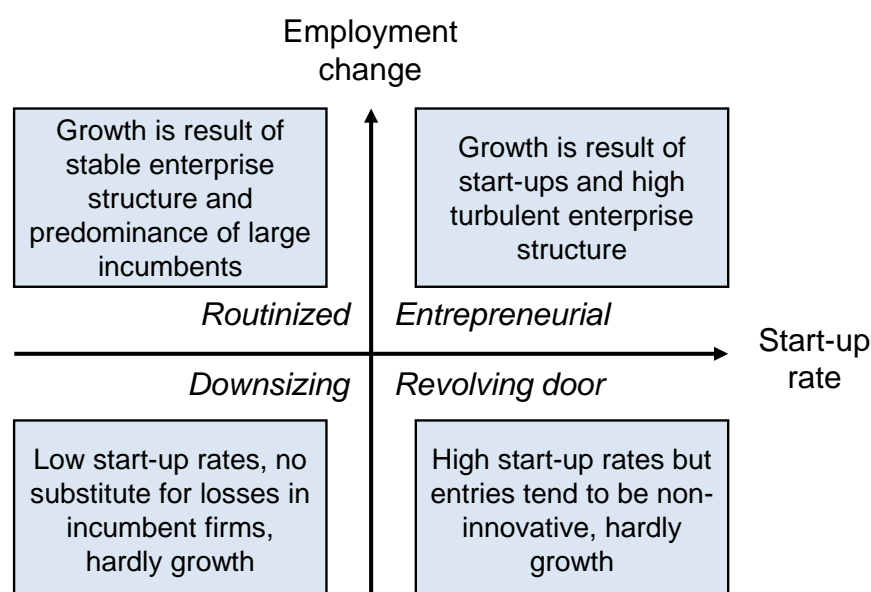 Employment
change
Growth is result of
stable enterprise
structure and
predominance of large
incumbents
Growth is result of
start-ups and high
turbulent enterprise
structure
Routinized
Entrepreneurial
Start-up
rate
Downsizing
Revolving door
Low start-up rates, no
substitute for losses in
incumbent firms,
hardly growth
High start-up rates but
entries tend to be non-
innovative, hardly
growth